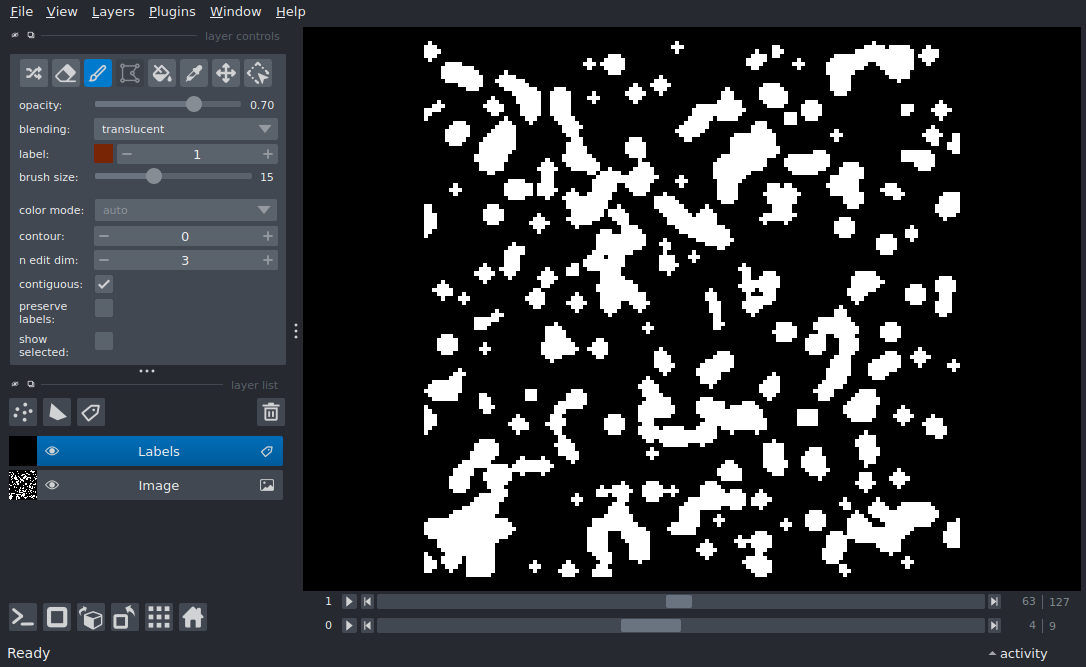 File View Layers Plugins Window Help
layer controls
opacity: 0.70
blending: translucent
label: 1
brush size: 15
color mode: auto
contour: 0
n edit dim: 3
contiguous:
preserve
labels:
show
selected:
layer list
Labels
Image
1 63 127
0 4 9
Ready activity